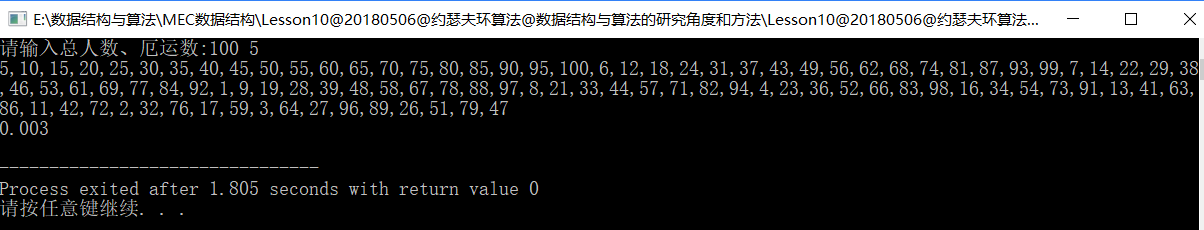 E:\数据结构与算法\MEC数据结构\Lesson10@20180506@约瑟夫环算法@数据结构与算法的研究角度和方法\Lesson10@20180506@约瑟夫环算法...
请输入总人数、厄运数:100 5
5,10,15,20,25,30,35,40,45,50,55,60,65,70,75,80,85,90,95,100,6,12,18,24,31,37,43,49,56,62,68,74,81,87,93,99,7,14,22,29,38
,46,53,61,69,77,84,92,1,9,19,28,39,48,58,67,78,88,97,8,21,33,44,57,71,82,94,4,23,36,52,66,83,98,16,34,54,73,91,13,41,63,
86,11,42,72,2,32,76,17,59,3,64,27,96,89,26,51,79,47
0.003
--------------------------------
Process exited after 1.805 seconds with return value 0
请按任意键继续. . .